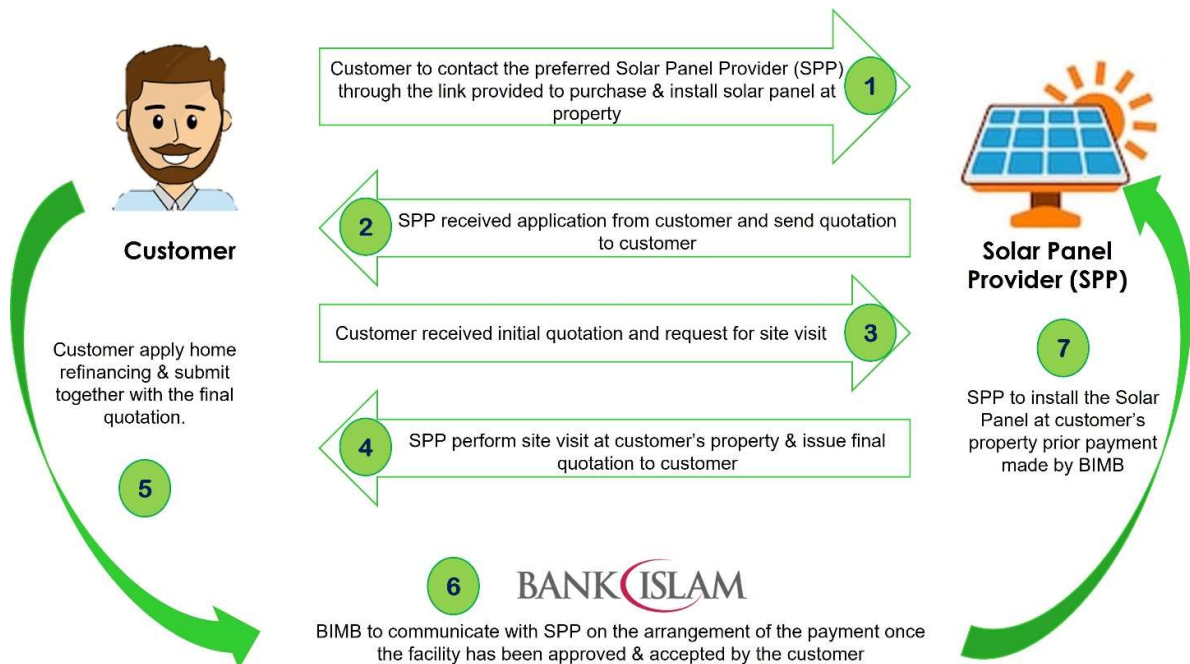 Customer to contact the preferred Solar Panel Provider (SPP)
through the link provided to purchase & install solar panel at
property
1
2
SPP received application from customer and send quotation
to customer
Customer
Solar Panel
Provider (SPP)
Customer received initial quotation and request for site visit
3
4
SPP perform site visit at customer's property & issue final
quotation to customer
Customer apply home
refinancing & submit
together with the final
quotation.
5
6
BANK ISLAM
BIMB to communicate with SPP on the arrangement of the payment once
the facility has been approved & accepted by the customer
7
SPP to install the Solar
Panel at customer's
property prior payment
made by BIMB